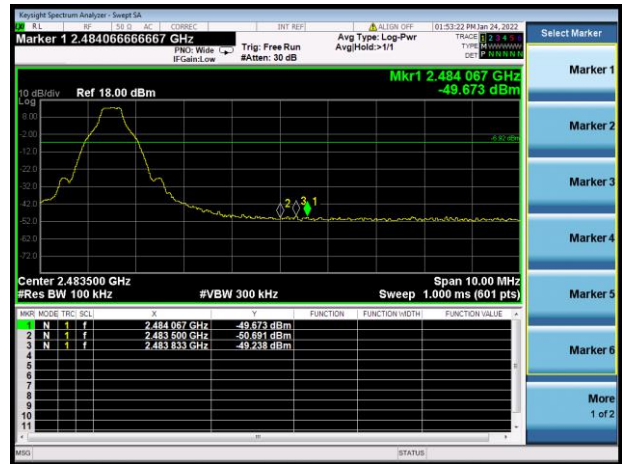 Keysight Spectrum Analyzer - Swept SA
RL RF 50 Ω AC CORREC INT REF ALIGN OFF 01:53:22 PM Jan 24, 2022
Marker 1 2.484066666667 GHz
PNO: Wide Trig: Free Run Avg Type: Log-Pwr TRACE 1 2 3 4 5 6
IFGain:Low #Atten: 30 dB Avg|Hold:>1/1 TYPE M W W W W W
DET P N N N N N
Mkr1 2.484 067 GHz
-49.673 dBm
10 dB/div Ref 18.00 dBm
Log
8.00
-2.00
-6.92 dBm
-12.0
-22.0
-32.0
-42.0
2 3 1
-52.0
-62.0
-72.0
Center 2.483500 GHz Span 10.00 MHz
#Res BW 100 kHz #VBW 300 kHz Sweep 1.000 ms (601 pts)
MKR MODE TRC SCL X Y FUNCTION FUNCTION WIDTH FUNCTION VALUE
1 N 1 f 2.484 067 GHz -49.673 dBm
2 N 1 f 2.483 500 GHz -50.691 dBm
3 N 1 f 2.483 833 GHz -49.238 dBm
4
5
6
7
8
9
10
11
MSG STATUS
Select Marker
Marker 1
Marker 2
Marker 3
Marker 4
Marker 5
Marker 6
More
1 of 2